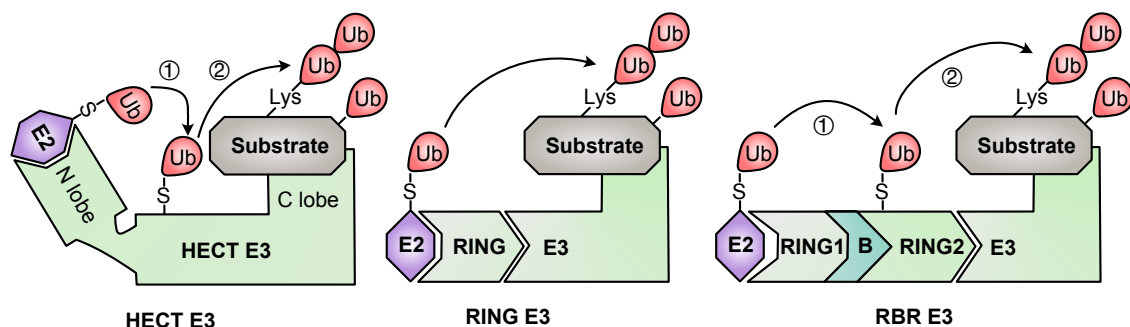 Ub
Ub
① ②
S
Ub
Lys
Ub
E2
Ub
Substrate
N lobe
S
C lobe
HECT E3
HECT E3
Ub
Ub
Lys
Ub
Ub
Substrate
S
E2 RING E3
RING E3
Ub
② Ub
Lys
Ub
①
Ub Ub
Substrate
S S
E2 RING1 B RING2 E3
RBR E3